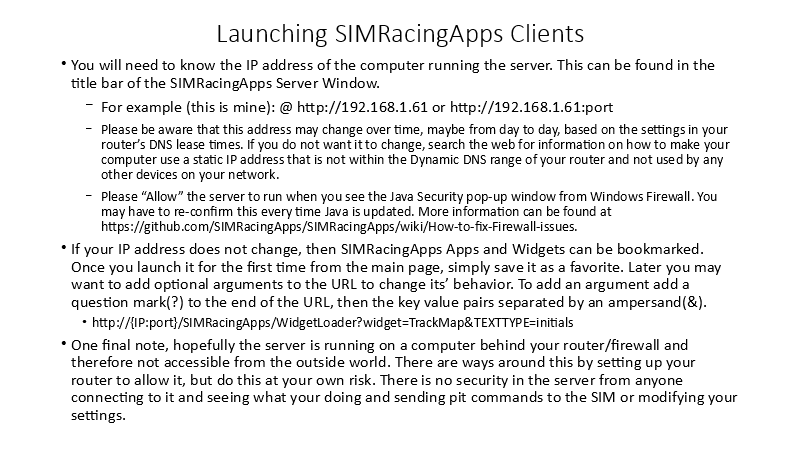 Launching SIMRacingApps Clients
• You will need to know the IP address of the computer running the server. This can be found in the
title bar of the SIMRacingApps Server Window.
– For example (this is mine): @ http://192.168.1.61 or http://192.168.1.61:port
– Please be aware that this address may change over time, maybe from day to day, based on the settings in your
router's DNS lease times. If you do not want it to change, search the web for information on how to make your
computer use a static IP address that is not within the Dynamic DNS range of your router and not used by any
other devices on your network.
– Please “Allow” the server to run when you see the Java Security pop-up window from Windows Firewall. You
may have to re-confirm this every time Java is updated. More information can be found at
https://github.com/SIMRacingApps/SIMRacingApps/wiki/How-to-fix-Firewall-issues.
• If your IP address does not change, then SIMRacingApps Apps and Widgets can be bookmarked.
Once you launch it for the first time from the main page, simply save it as a favorite. Later you may
want to add optional arguments to the URL to change its’ behavior. To add an argument add a
question mark(?) to the end of the URL, then the key value pairs separated by an ampersand(&).
• http://{IP:port}/SIMRacingApps/WidgetLoader?widget=TrackMap&TEXTTYPE=initials
• One final note, hopefully the server is running on a computer behind your router/firewall and
therefore not accessible from the outside world. There are ways around this by setting up your
router to allow it, but do this at your own risk. There is no security in the server from anyone
connecting to it and seeing what your doing and sending pit commands to the SIM or modifying your
settings.